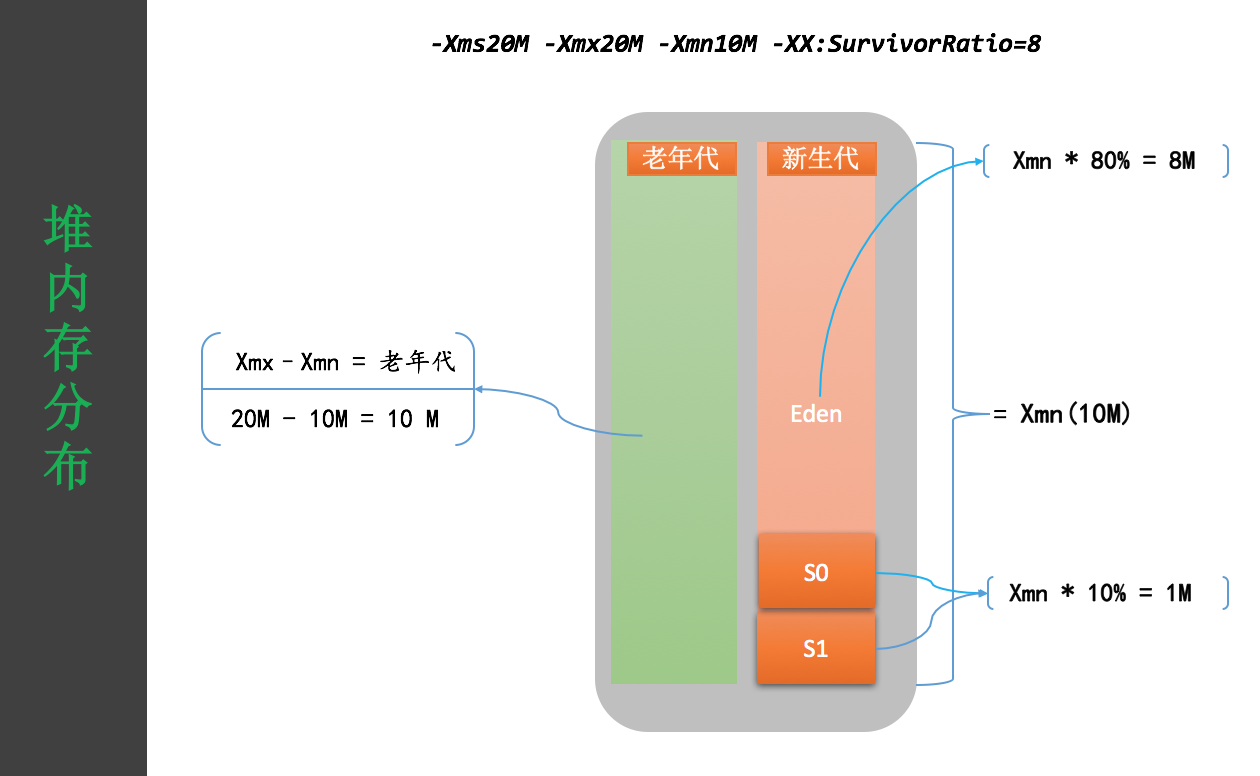 -Xms20M -Xmx20M -Xmn10M -XX:SurvivorRatio=8
堆内存分布
老年代
新生代
Xmn * 80% = 8M
Xmx - Xmn = 老年代
20M - 10M = 10 M
Eden
= Xmn(10M)
S0
Xmn * 10% = 1M
S1